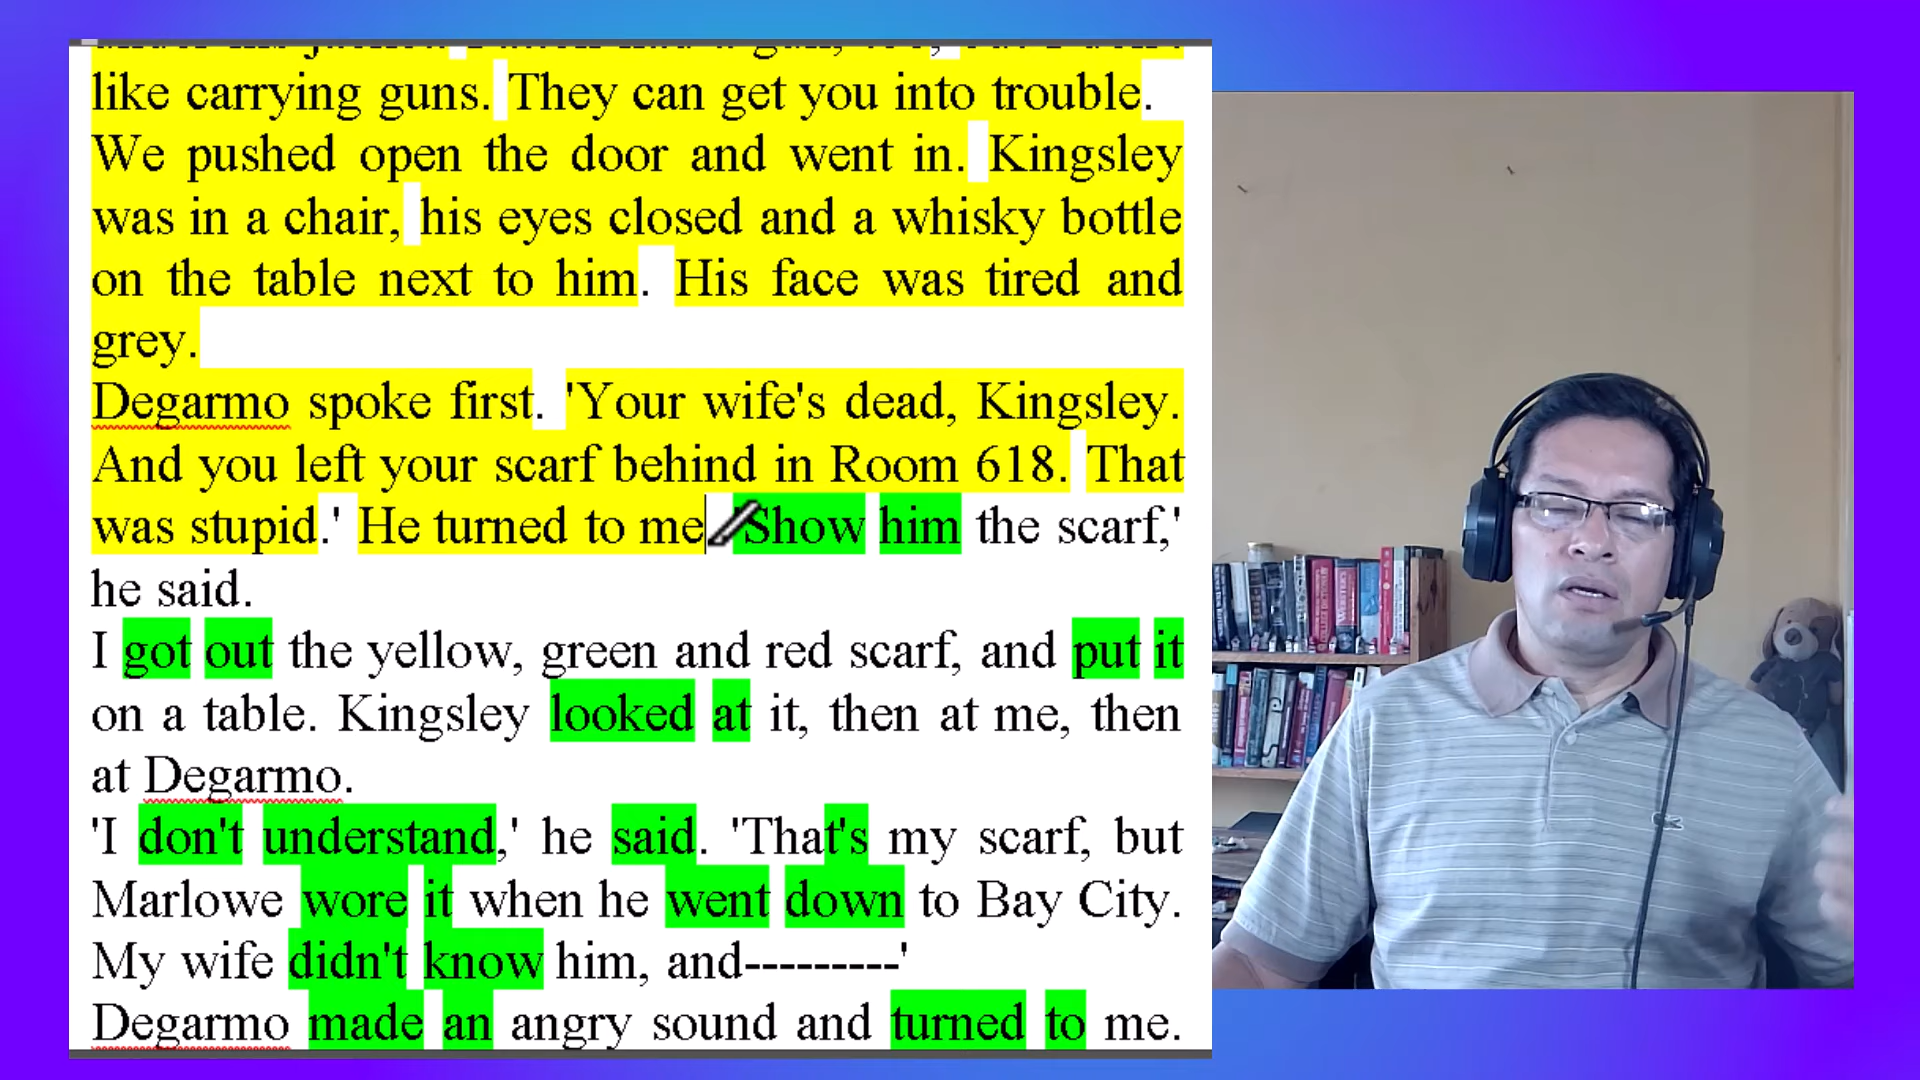 like carrying guns. They can get you into trouble.
We pushed open the door and went in. Kingsley
was in a chair, his eyes closed and a whisky bottle
on the table next to him. His face was tired and
grey.
Degarmo spoke first. 'Your wife's dead, Kingsley.
And you left your scarf behind in Room 618. That
was stupid.' He turned to me Show him the scarf,'
he said.
I got out the yellow, green and red scarf, and put it
on a table. Kingsley looked at it, then at me, then
at Degarmo.
'I don't understand,' he said. 'That's my scarf, but
Marlowe wore it when he went down to Bay City.
My wife didn't know him, and---------'
Degarmo made an angry sound and turned to me.